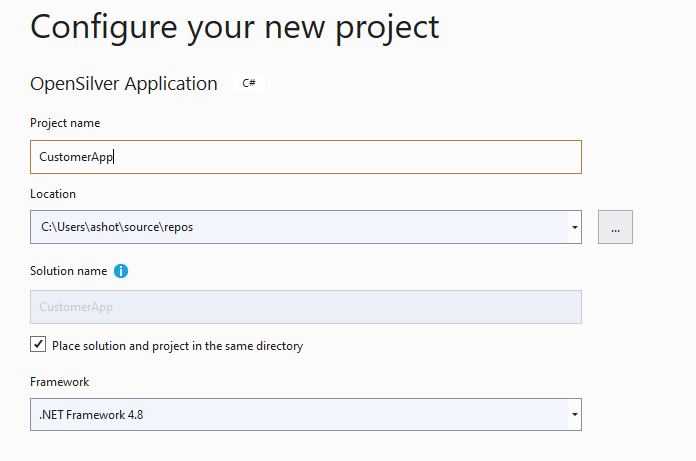 Configure your new project
OpenSilver Application C#
Project name
CustomerApp
Location
C:\Users\ashot\source\repos
...
Solution name
CustomerApp
Place solution and project in the same directory
Framework
.NET Framework 4.8